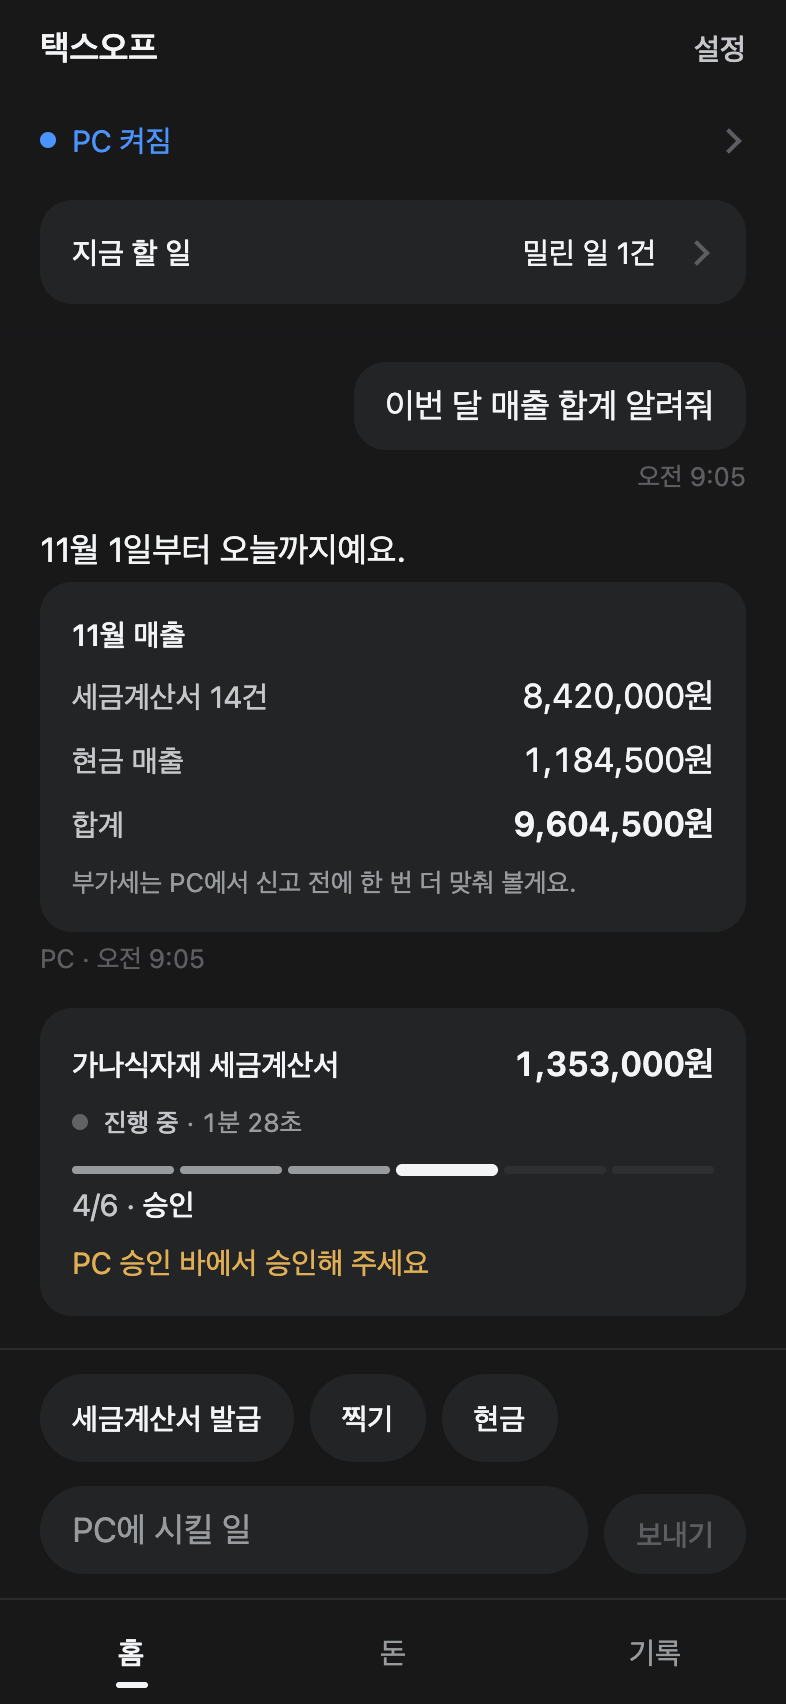 택스오프
설정
PC 켜짐
지금 할 일
밀린 일 1건
이번 달 매출 합계 알려줘
오전 9:05
11월 1일부터 오늘까지예요.
11월 매출
세금계산서 14건
8,420,000원
현금 매출
1,184,500원
합계
9,604,500원
부가세는 PC에서 신고 전에 한 번 더 맞춰 볼게요.
PC · 오전 9:05
가나식자재 세금계산서
1,353,000원
진행 중 · 1분 28초
4/6 · 승인
PC 승인 바에서 승인해 주세요
세금계산서 발급
찍기
현금
PC에 시킬 일
보내기
홈
돈
기록